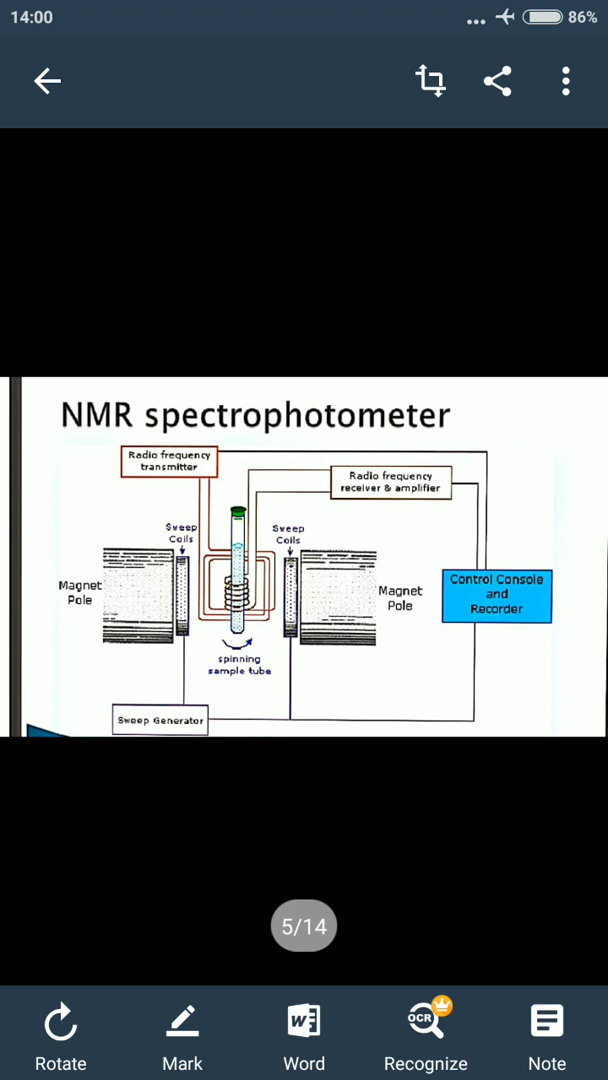 14:00
86%
NMR spectrophotometer
Radio frequency
transmitter
Radio frequency
receiver & amplifier
Sweep
Coils
Sweep
Coils
Magnet
Pole
Magnet
Pole
Control Console
and
Recorder
spinning
sample tube
Sweep Generator
5/14
W
OCR
Rotate
Mark
Word
Recognize
Note